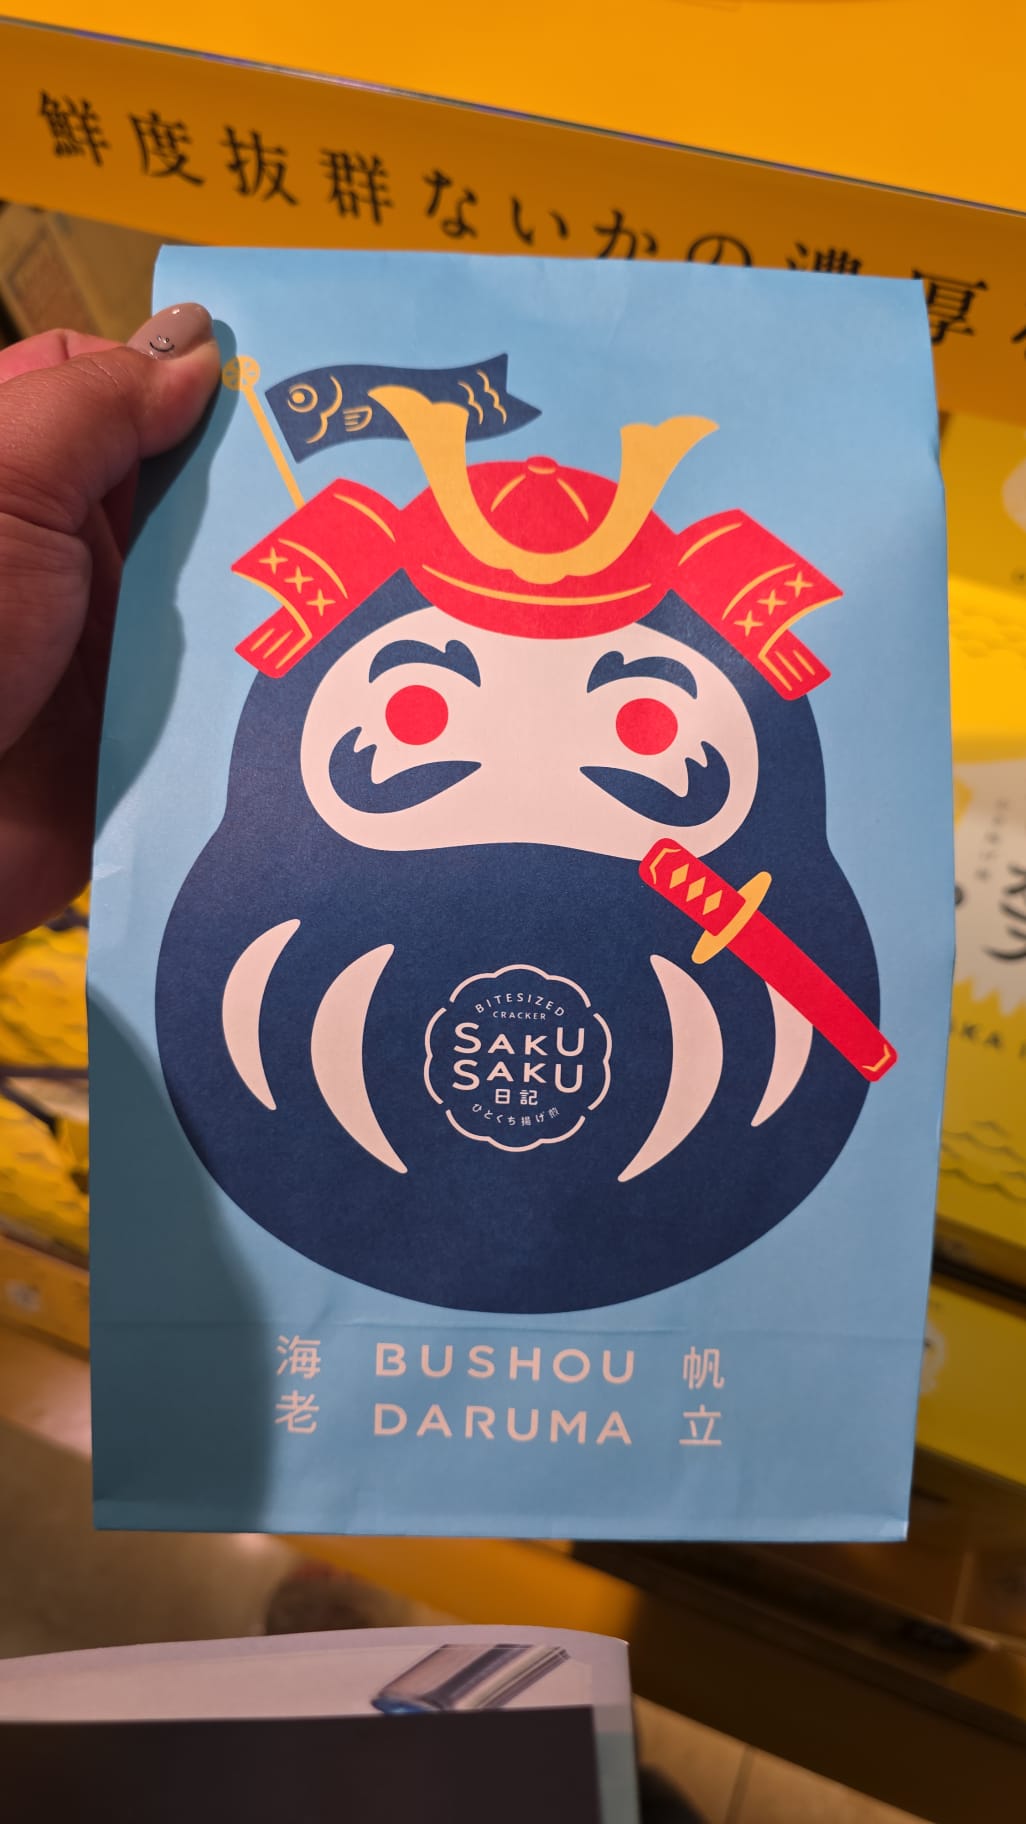 鮮度抜群ないかの濃厚
BITESIZED
CRACKER
SAKU
SAKU
日記
ひとくち揚げ煎
海老
BUSHOU
DARUMA
帆立